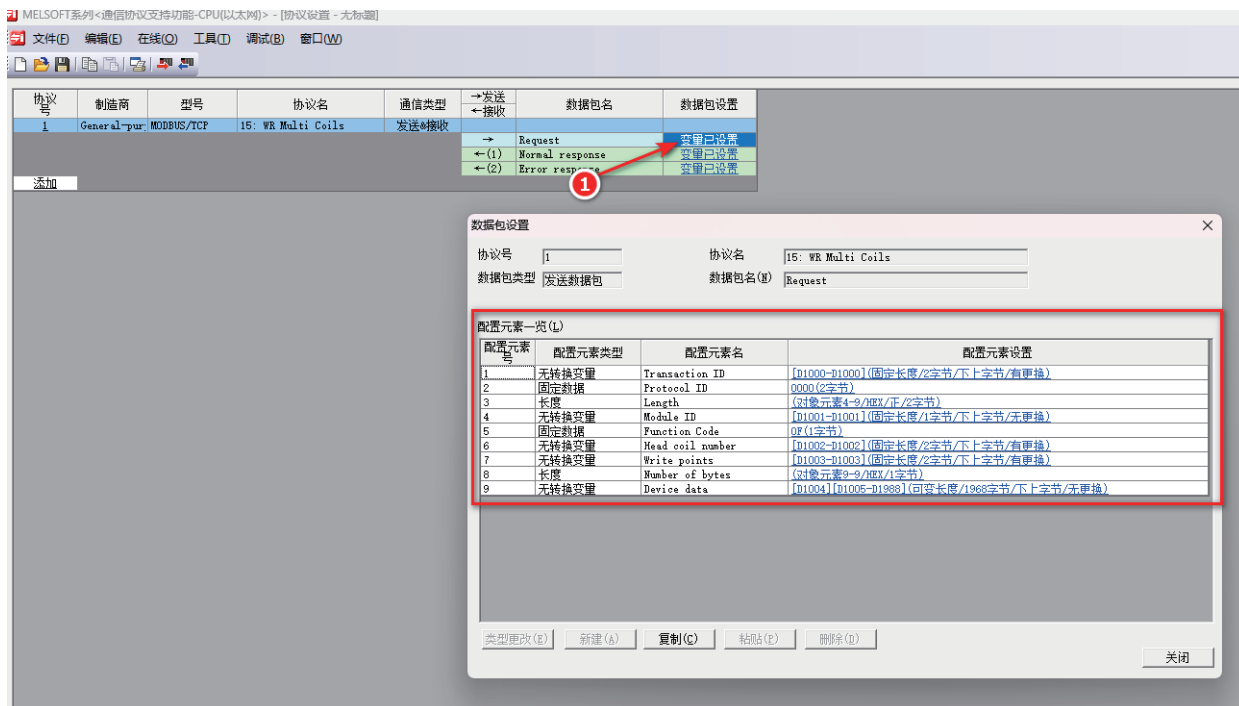 MELSOFT系列<通信协议支持功能-CPU(以太网)> - [协议设置 - 无标题]
文件(F) 编辑(E) 在线(O) 工具(T) 调试(B) 窗口(W)
协议号 制造商 型号 协议名 通信类型 →发送 ←接收 数据包名 数据包设置
1 General-pur MODBUS/TCP 15: WR Multi Coils 发送&接收
→ Request 变量已设置
←(1) Normal response 变量已设置
←(2) Error response 变量已设置
添加
1
数据包设置
协议号 1 协议名 15: WR Multi Coils
数据包类型 发送数据包 数据包名(N) Request
配置元素一览(L)
配置元素号 配置元素类型 配置元素名 配置元素设置
1 无转换变量 Transaction ID [D1000-D1000](固定长度/2字节/下上字节/有更换)
2 固定数据 Protocol ID 0000(2字节)
3 长度 Length (对象元素4-9/HEX/正/2字节)
4 无转换变量 Module ID [D1001-D1001](固定长度/1字节/下上字节/无更换)
5 固定数据 Function Code 0F(1字节)
6 无转换变量 Head coil number [D1002-D1002](固定长度/2字节/下上字节/有更换)
7 无转换变量 Write points [D1003-D1003](固定长度/2字节/下上字节/有更换)
8 长度 Number of bytes (对象元素9-9/HEX/1字节)
9 无转换变量 Device data [D1004][D1005-D1988](可变长度/1968字节/下上字节/无更换)
类型更改(E) 新建(A) 复制(C) 粘贴(P) 删除(D)
关闭